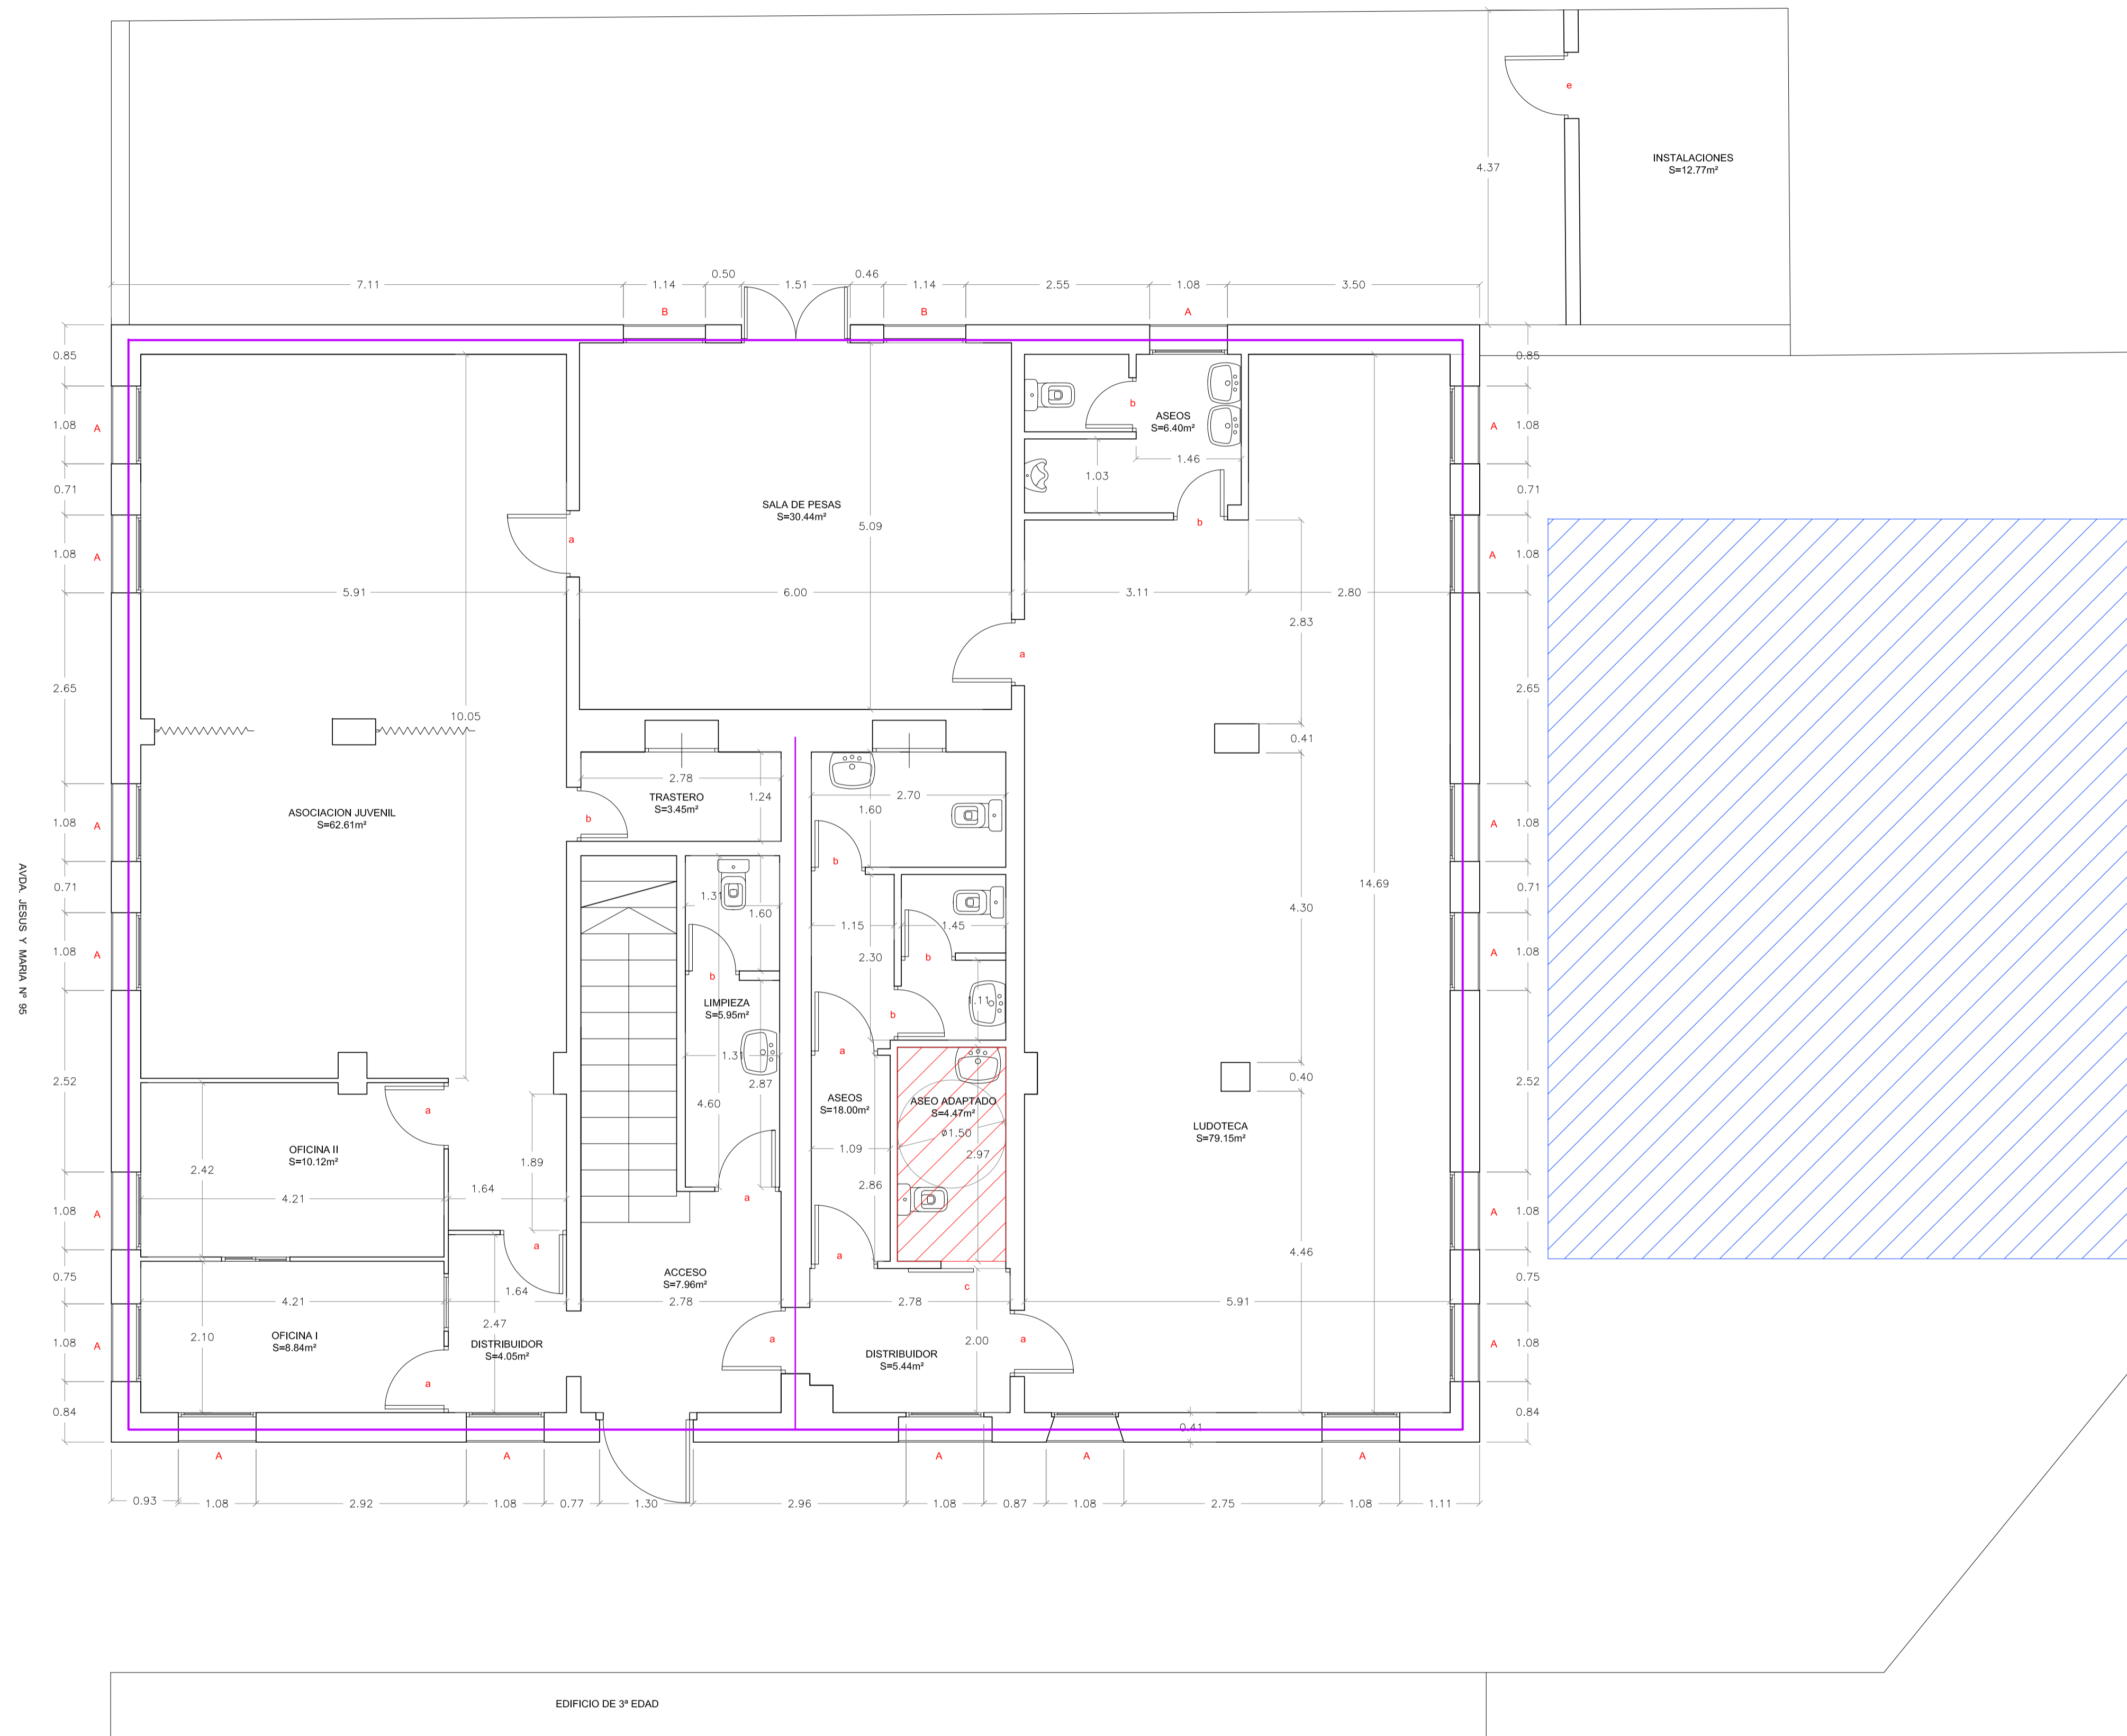 e
4.37
INSTALACIONES
S=12.77m²
7.11
1.14
0.50
1.51
0.46
1.14
2.55
1.08
3.50
B
B
A
0.85
1.08
A
0.71
1.08
A
2.65
1.08
A
0.71
1.08
A
2.52
1.08
A
0.75
1.08
A
0.84
AVDA. JESUS Y MARIA Nº 95
5.91
10.05
ASOCIACION JUVENIL
S=62.61m²
a
SALA DE PESAS
S=30.44m²
5.09
6.00
a
b
ASEOS
S=6.40m²
1.46
1.03
b
3.11
2.80
2.83
0.41
4.30
14.69
0.40
4.46
LUDOTECA
S=79.15m²
5.91
0.41
2.78
TRASTERO
S=3.45m²
1.24
b
2.70
1.60
b
1.31
1.60
b
LIMPIEZA
S=5.95m²
1.31
2.87
4.60
a
1.15
1.45
2.30
b
1.11
b
a
ASEOS
S=18.00m²
1.09
2.86
a
ASEO ADAPTADO
S=4.47m²
ø1.50
2.97
c
OFICINA II
S=10.12m²
2.42
4.21
a
1.64
1.89
a
4.21
2.10
OFICINA I
S=8.84m²
a
1.64
2.47
DISTRIBUIDOR
S=4.05m²
ACCESO
S=7.96m²
2.78
a
2.78
2.00
DISTRIBUIDOR
S=5.44m²
a
0.85
A
1.08
0.71
A
1.08
2.65
A
1.08
0.71
A
1.08
2.52
A
1.08
0.75
A
1.08
0.84
A
A
A
A
A
0.93
1.08
2.92
1.08
0.77
1.30
2.96
1.08
0.87
1.08
2.75
1.08
1.11
EDIFICIO DE 3ª EDAD